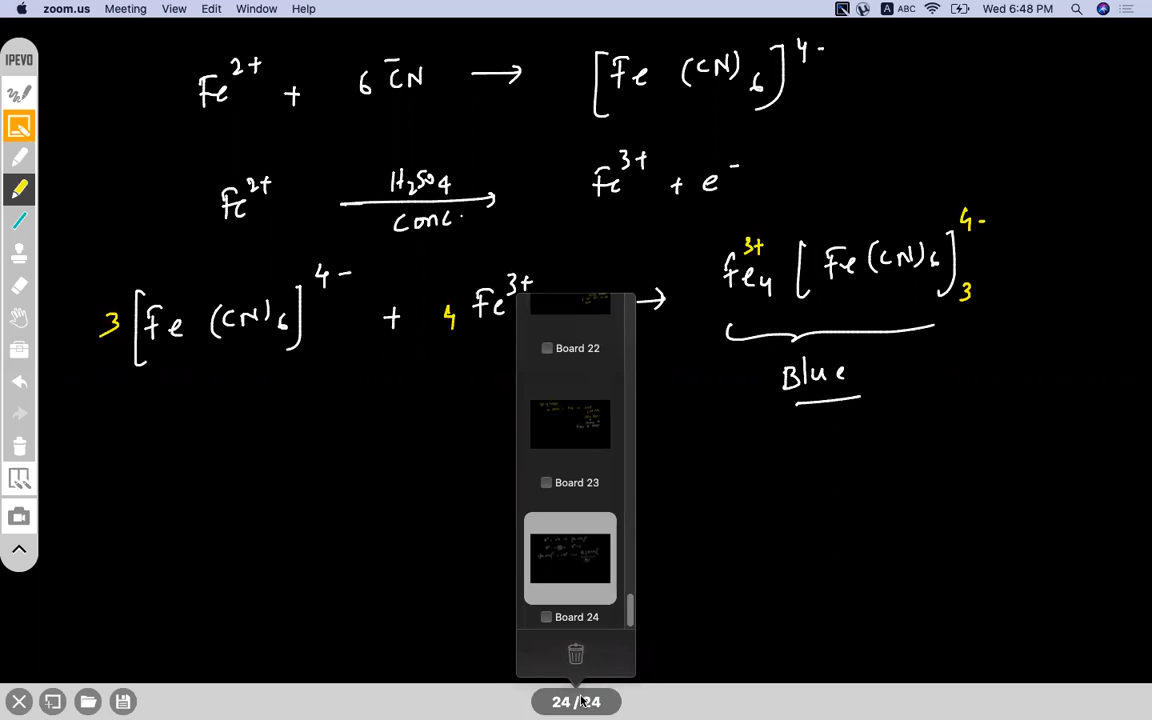 zoom.us Meeting View Edit Window Help
A ABC Wed 6:48 PM
IPEVO
Fe²⁺ + 6 C̄N → [Fe (CN)₆]⁴⁻
Fe²⁺ H₂SO₄ conc. → Fe³⁺ + e⁻
3 [Fe (CN)₆]⁴⁻ + 4 Fe³⁺ → Fe₄³⁺ [Fe(CN)₆]₃⁴⁻
Blue
Board 22
Board 23
Board 24
24 / 24